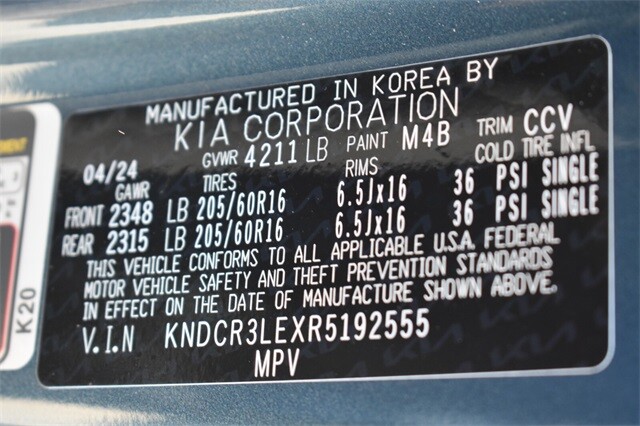 MANUFACTURED IN KOREA BY
KIA CORPORATION
04/24 GVWR 4211 LB PAINT M4B TRIM CCV
GAWR TIRES RIMS COLD TIRE INFL
FRONT 2348 LB 205/60R16 6.5Jx16 36 PSI SINGLE
REAR 2315 LB 205/60R16 6.5Jx16 36 PSI SINGLE
THIS VEHICLE CONFORMS TO ALL APPLICABLE U.S.A. FEDERAL
MOTOR VEHICLE SAFETY AND THEFT PREVENTION STANDARDS
IN EFFECT ON THE DATE OF MANUFACTURE SHOWN ABOVE.
V.I.N KNDCR3LEXR5192555
MPV
K20